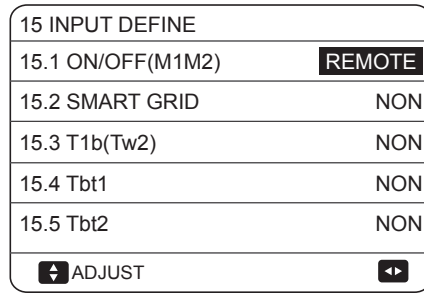 15 INPUT DEFINE
15.1 ON/OFF(M1M2) REMOTE
15.2 SMART GRID NON
15.3 T1b(Tw2) NON
15.4 Tbt1 NON
15.5 Tbt2 NON
ADJUST